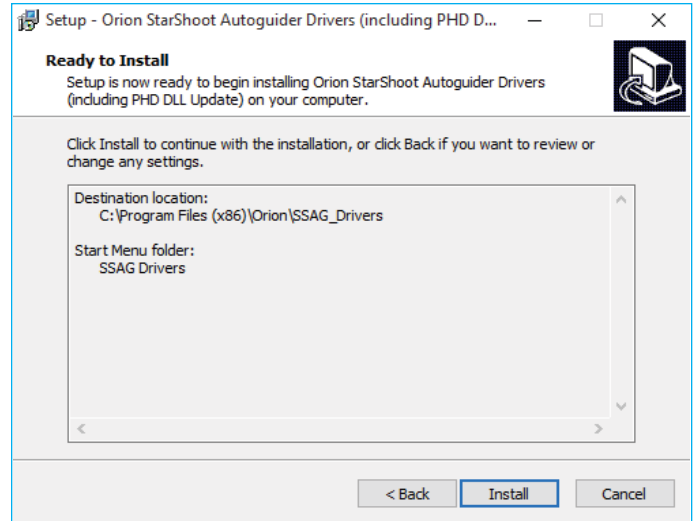 Setup - Orion StarShoot Autoguider Drivers (including PHD D...
Ready to Install
Setup is now ready to begin installing Orion StarShoot Autoguider Drivers
(including PHD DLL Update) on your computer.
Click Install to continue with the installation, or click Back if you want to review or
change any settings.
Destination location:
C:\Program Files (x86)\Orion\SSAG_Drivers
Start Menu folder:
SSAG Drivers
< Back
Install
Cancel